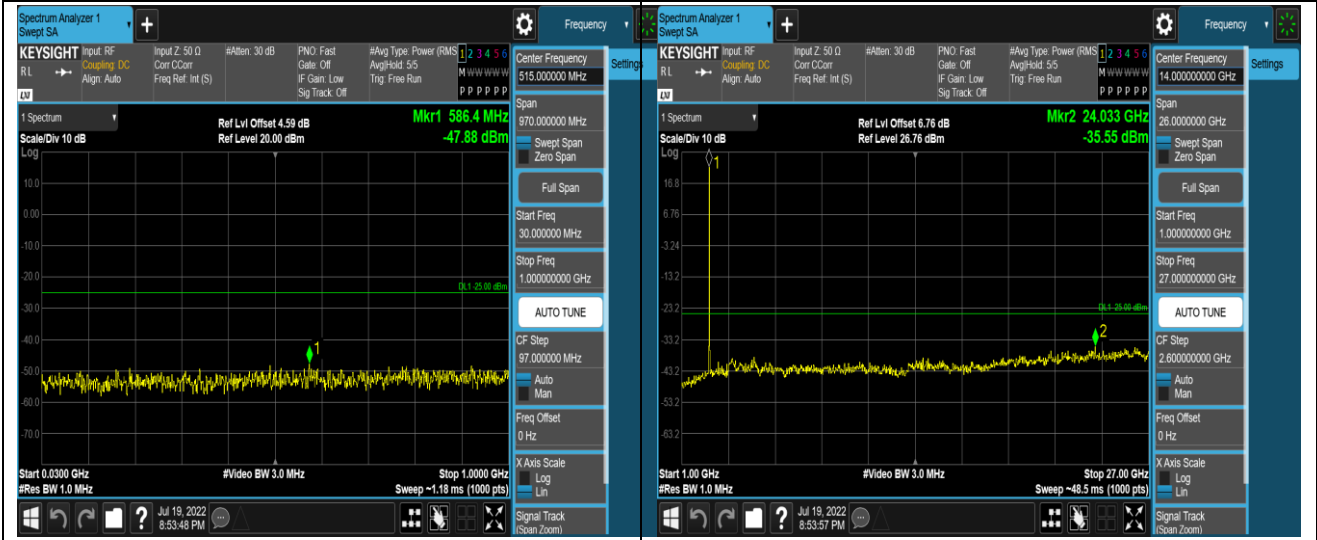 Spectrum Analyzer 1
Swept SA
+
Frequency
KEYSIGHT
RL
LXI
Input: RF
Coupling: DC
Align: Auto
Input Z: 50 Ω
Corr CCorr
Freq Ref: Int (S)
#Atten: 30 dB
PNO: Fast
Gate: Off
IF Gain: Low
Sig Track: Off
#Avg Type: Power (RMS
Avg|Hold: 5/5
Trig: Free Run
1 2 3 4 5 6
M W W W W W
P P P P P P
Center Frequency
515.000000 MHz
Settings
1 Spectrum
Scale/Div 10 dB
Log
Ref Lvl Offset 4.59 dB
Ref Level 20.00 dBm
Mkr1 586.4 MHz
-47.88 dBm
Span
970.000000 MHz
Swept Span
Zero Span
Full Span
Start Freq
30.000000 MHz
Stop Freq
1.000000000 GHz
AUTO TUNE
CF Step
97.000000 MHz
Auto
Man
Freq Offset
0 Hz
X Axis Scale
Log
Lin
Signal Track
(Span Zoom)
10.0
0.00
-10.0
-20.0
DL1 -25.00 dBm
-30.0
-40.0
1
-50.0
-60.0
-70.0
Start 0.0300 GHz
#Res BW 1.0 MHz
#Video BW 3.0 MHz
Stop 1.0000 GHz
Sweep ~1.18 ms (1000 pts)
?
Jul 19, 2022
8:53:48 PM
Spectrum Analyzer 1
Swept SA
+
Frequency
KEYSIGHT
RL
LXI
Input: RF
Coupling: DC
Align: Auto
Input Z: 50 Ω
Corr CCorr
Freq Ref: Int (S)
#Atten: 30 dB
PNO: Fast
Gate: Off
IF Gain: Low
Sig Track: Off
#Avg Type: Power (RMS
Avg|Hold: 5/5
Trig: Free Run
1 2 3 4 5 6
M W W W W W
P P P P P P
Center Frequency
14.000000000 GHz
Settings
1 Spectrum
Scale/Div 10 dB
Log
Ref Lvl Offset 6.76 dB
Ref Level 26.76 dBm
Mkr2 24.033 GHz
-35.55 dBm
Span
26.0000000 GHz
Swept Span
Zero Span
Full Span
Start Freq
1.000000000 GHz
Stop Freq
27.000000000 GHz
AUTO TUNE
CF Step
2.600000000 GHz
Auto
Man
Freq Offset
0 Hz
X Axis Scale
Log
Lin
Signal Track
(Span Zoom)
1
16.8
6.76
-3.24
-13.2
-23.2
DL1 -25.00 dBm
2
-33.2
-43.2
-53.2
-63.2
Start 1.00 GHz
#Res BW 1.0 MHz
#Video BW 3.0 MHz
Stop 27.00 GHz
Sweep ~48.5 ms (1000 pts)
?
Jul 19, 2022
8:53:57 PM